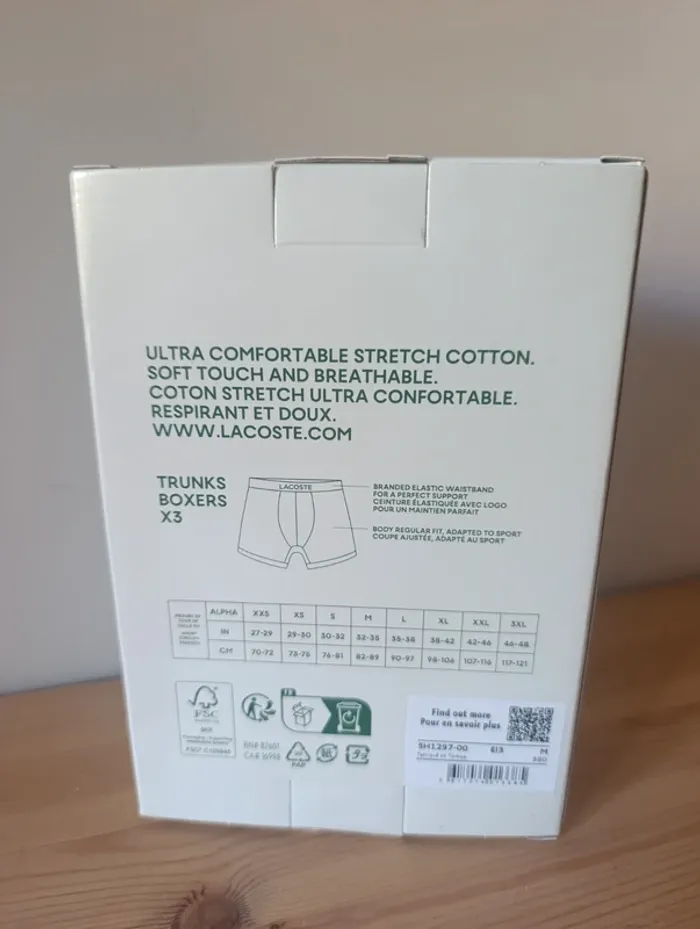 ULTRA COMFORTABLE STRETCH COTTON.
SOFT TOUCH AND BREATHABLE.
COTON STRETCH ULTRA CONFORTABLE.
RESPIRANT ET DOUX.
WWW.LACOSTE.COM
TRUNKS
BOXERS
X3
LACOSTE
BRANDED ELASTIC WAISTBAND
FOR A PERFECT SUPPORT
CEINTURE ÉLASTIQUÉE AVEC LOGO
POUR UN MAINTIEN PARFAIT
BODY REGULAR FIT, ADAPTED TO SPORT
COUPE AJUSTÉE, ADAPTÉ AU SPORT
ALPHA XXS XS S M L XL XXL 3XL
IN 27-29 29-30 30-32 32-35 35-38 38-42 42-46 46-48
CM 70-72 73-75 76-81 82-89 90-97 98-106 107-116 117-121
FSC
PAP
Find out more
Pour en savoir plus
5H1297-00 EI3 M